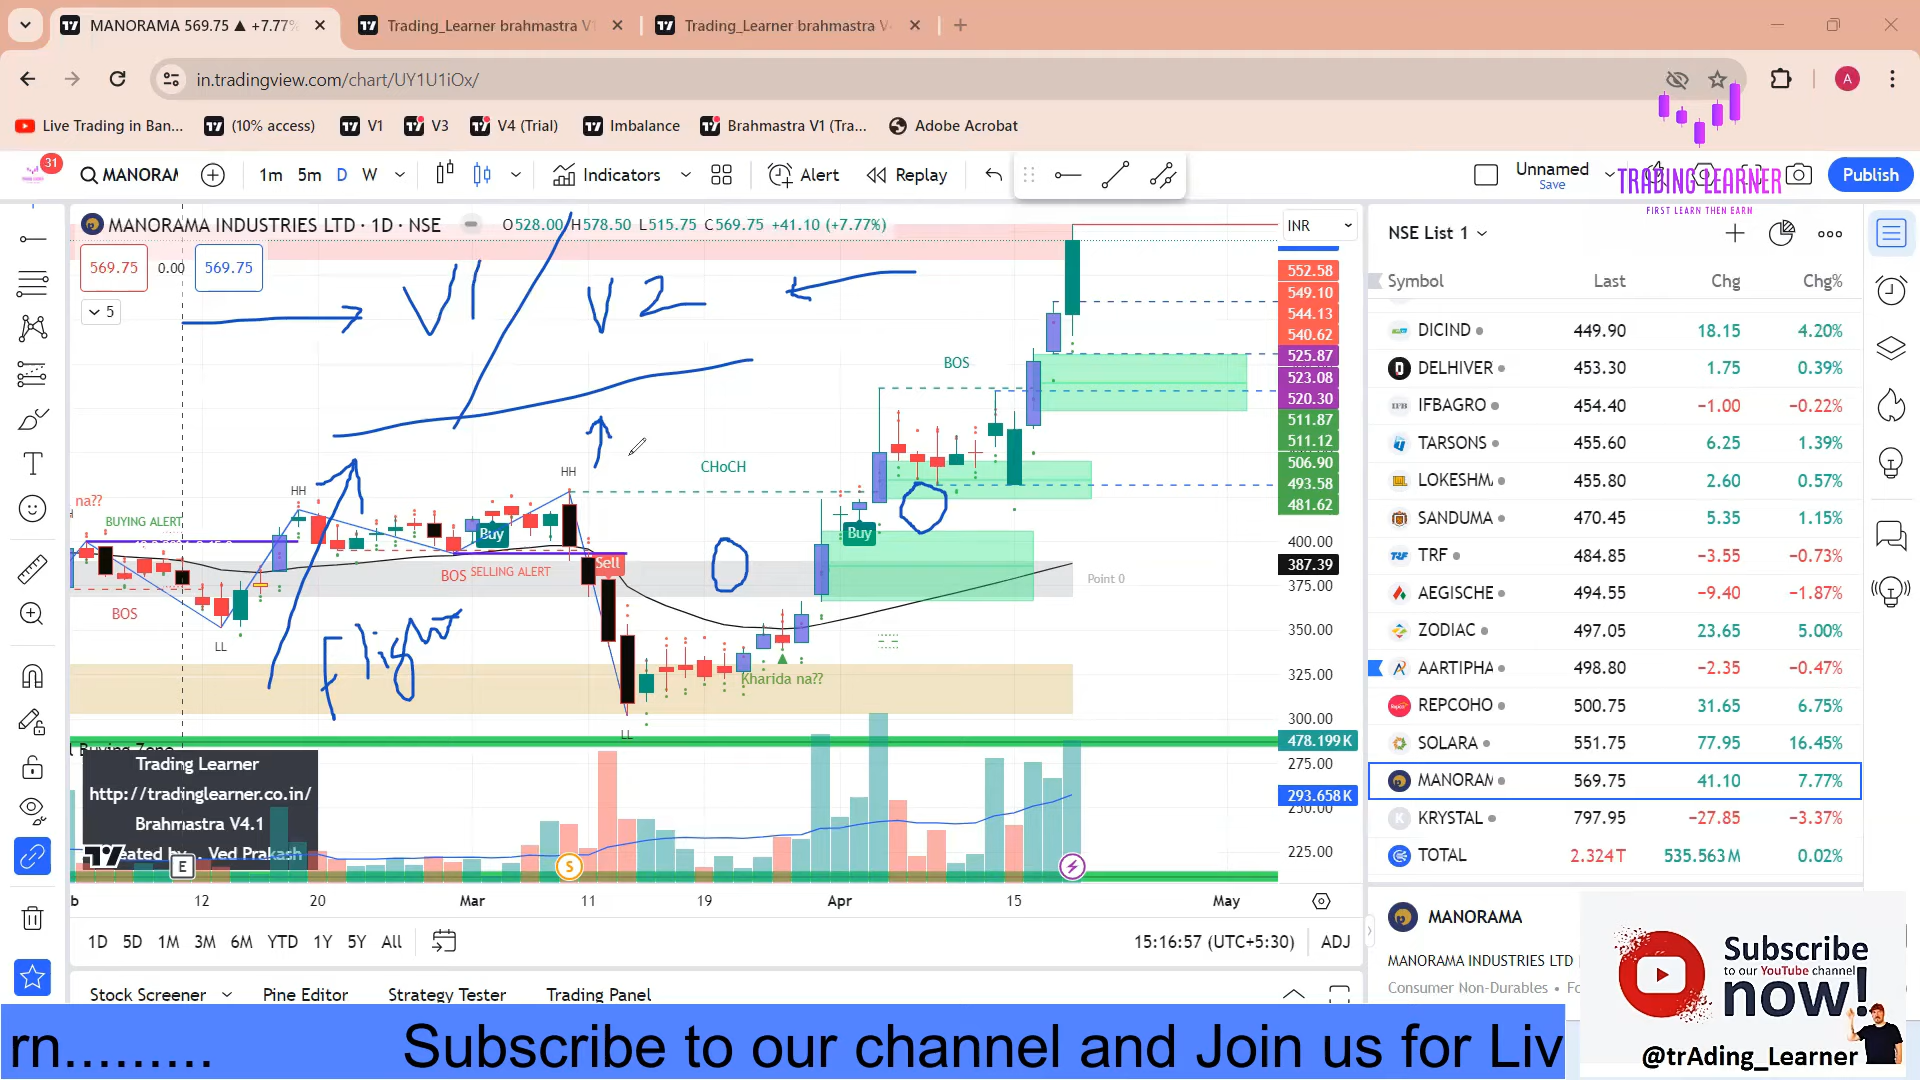 MANORAMA 569.75 ▲ +7.77%
Trading_Learner brahmastra V1
Trading_Learner brahmastra V
in.tradingview.com/chart/UY1U1iOx/
A
Live Trading in Ban...
(10% access)
V1
V3
V4 (Trial)
Imbalance
Brahmastra V1 (Tra...
Adobe Acrobat
31
MANORAM
1m 5m D W
Indicators
Alert
Replay
Unnamed
Save
Publish
TRADING LEARNER
FIRST LEARN THEN EARN
MANORAMA INDUSTRIES LTD · 1D · NSE
O528.00 H578.50 L515.75 C569.75 +41.10 (+7.77%)
INR
569.75
0.00
569.75
5
V1
V2
Flight
552.58
549.10
544.13
540.62
525.87
523.08
520.30
511.87
511.12
506.90
493.58
481.62
400.00
387.39
375.00
350.00
325.00
300.00
478.199 K
275.00
293.658 K
250.00
225.00
na??
BUYING ALERT
HH
HH
BOS
LL
Buy
BOS
SELLING ALERT
Sell
CHoCH
LL
Kharida na??
Buy
BOS
Point 0
Trading Learner
http://tradinglearner.co.in/
Brahmastra V4.1
Ved Prakash
E
S
12
20
Mar
11
19
Apr
15
May
1D 5D 1M 3M 6M YTD 1Y 5Y All
15:16:57 (UTC+5:30)
ADJ
Stock Screener
Pine Editor
Strategy Tester
Trading Panel
NSE List 1
Symbol Last Chg Chg%
DICIND 449.90 18.15 4.20%
DELHIVER 453.30 1.75 0.39%
IFBAGRO 454.40 −1.00 −0.22%
TARSONS 455.60 6.25 1.39%
LOKESHM 455.80 2.60 0.57%
SANDUMA 470.45 5.35 1.15%
TRF 484.85 −3.55 −0.73%
AEGISCHE 494.55 −9.40 −1.87%
ZODIAC 497.05 23.65 5.00%
AARTIPHA 498.80 −2.35 −0.47%
REPCOHO 500.75 31.65 6.75%
SOLARA 551.75 77.95 16.45%
MANORAM 569.75 41.10 7.77%
KRYSTAL 797.95 −27.85 −3.37%
TOTAL 2.324T 535.563M 0.02%
MANORAMA
MANORAMA INDUSTRIES LTD
Consumer Non-Durables
Subscribe
to our YouTube channel
now!
@trAding_Learner
rn.........
Subscribe to our channel and Join us for Liv